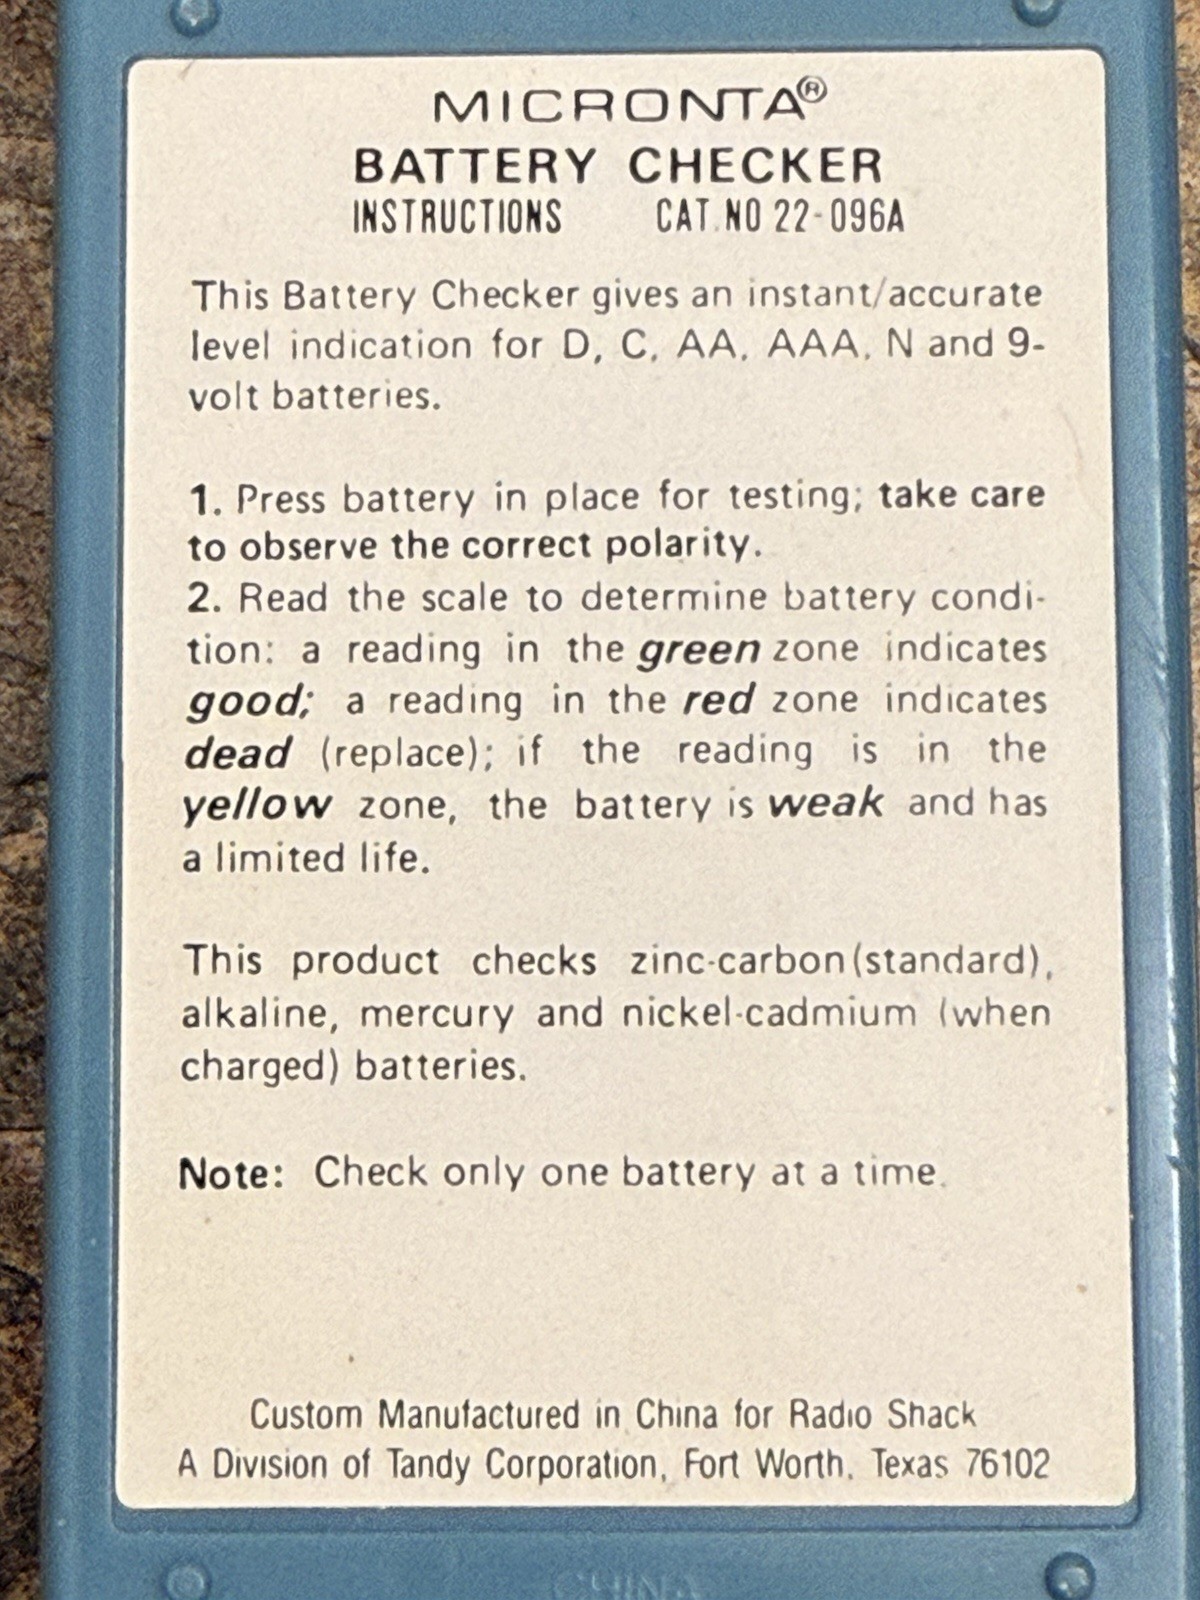 MICRONTA®
BATTERY CHECKER
INSTRUCTIONS CAT. NO 22-096A
This Battery Checker gives an instant/accurate
level indication for D, C, AA, AAA, N and 9-
volt batteries.
1. Press battery in place for testing; take care
to observe the correct polarity.
2. Read the scale to determine battery condi-
tion: a reading in the green zone indicates
good; a reading in the red zone indicates
dead (replace); if the reading is in the
yellow zone, the battery is weak and has
a limited life.
This product checks zinc-carbon(standard),
alkaline, mercury and nickel-cadmium (when
charged) batteries.
Note: Check only one battery at a time.
Custom Manufactured in China for Radio Shack
A Division of Tandy Corporation, Fort Worth, Texas 76102
CHINA